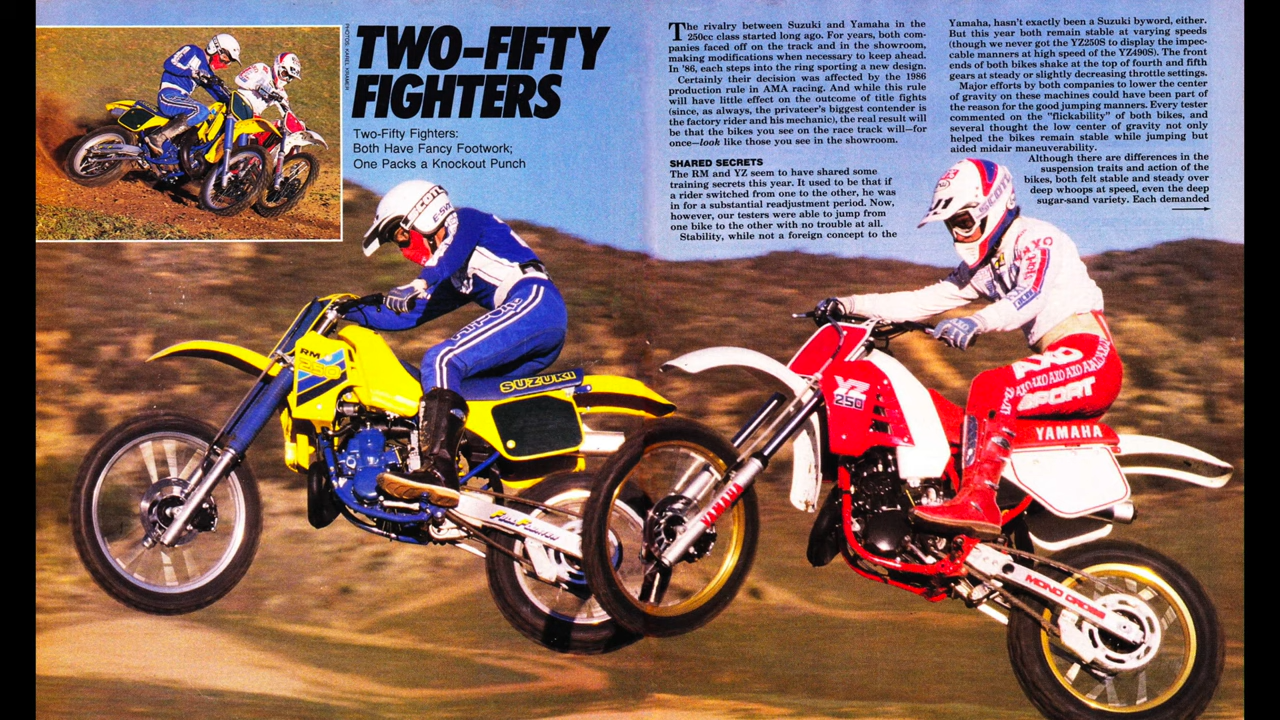 TWO-FIFTY
FIGHTERS
Two-Fifty Fighters:
Both Have Fancy Footwork;
One Packs a Knockout Punch
The rivalry between Suzuki and Yamaha in the
250cc class started long ago. For years, both com-
panies faced off on the track and in the showroom,
making modifications when necessary to keep ahead.
In '86, each steps into the ring sporting a new design.
Certainly their decision was affected by the 1986
production rule in AMA racing. And while this rule
will have little effect on the outcome of title fights
(since, as always, the privateer's biggest contender is
the factory rider and his mechanic), the real result will
be that the bikes you see on the race track will—for
once—look like those you see in the showroom.
SHARED SECRETS
The RM and YZ seem to have shared some
training secrets this year. It used to be that if
a rider switched from one to the other, he was
in for a substantial readjustment period. Now,
however, our testers were able to jump from
one bike to the other with no trouble at all.
Stability, while not a foreign concept to the
Yamaha, hasn't exactly been a Suzuki byword, either.
But this year both remain stable at varying speeds
(though we never got the YZ250S to display the impec-
cable manners at high speed of the YZ490S). The front
ends of both bikes shake at the top of fourth and fifth
gears at steady or slightly decreasing throttle settings.
Major efforts by both companies to lower the center
of gravity on these machines could have been part of
the reason for the good jumping manners. Every tester
commented on the "flickability" of both bikes, and
several thought the low center of gravity not only
helped the bikes remain stable while jumping but
aided midair maneuverability.
Although there are differences in the
suspension traits and action of the
bikes, both felt stable and steady over
deep whoops at speed, even the deep
sugar-sand variety. Each demanded
PHOTOS: KAREL KRAMER
SCOTT
RM
250
SUZUKI
FULL FLOATER
SCOTT
AXO
YZ
250
AXO
AXO AXO AXO AXO
SPORT
YAMAHA
YAMAHA
MONO CROSS